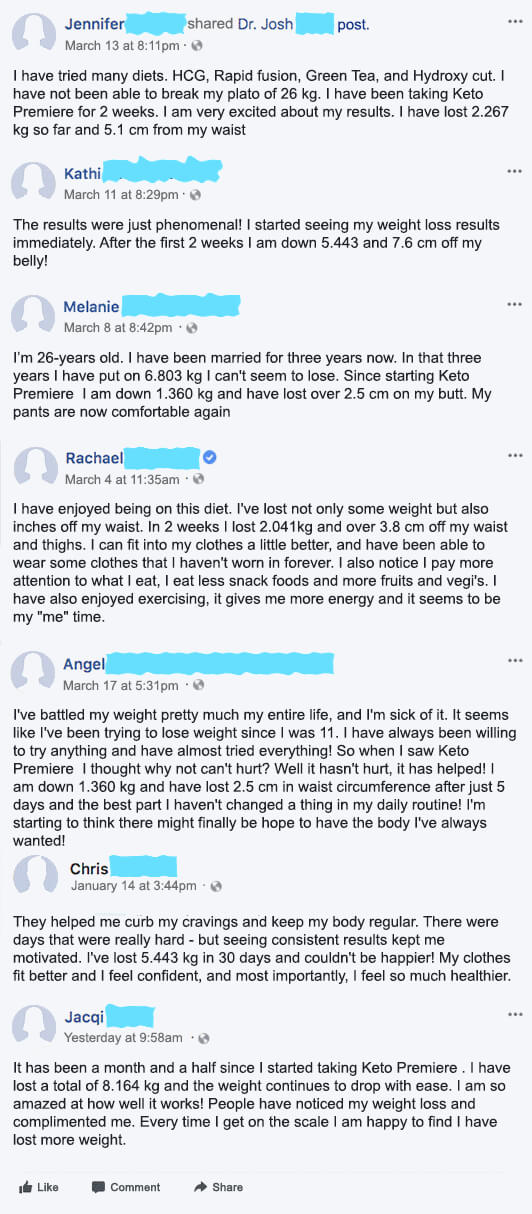 Jennifer shared Dr. Josh post.
March 13 at 8:11pm ·
I have tried many diets. HCG, Rapid fusion, Green Tea, and Hydroxy cut. I
have not been able to break my plato of 26 kg. I have been taking Keto
Premiere for 2 weeks. I am very excited about my results. I have lost 2.267
kg so far and 5.1 cm from my waist
Kathi
March 11 at 8:29pm ·
The results were just phenomenal! I started seeing my weight loss results
immediately. After the first 2 weeks I am down 5.443 and 7.6 cm off my
belly!
Melanie
March 8 at 8:42pm ·
I'm 26-years old. I have been married for three years now. In that three
years I have put on 6.803 kg I can't seem to lose. Since starting Keto
Premiere I am down 1.360 kg and have lost over 2.5 cm on my butt. My
pants are now comfortable again
Rachael
March 4 at 11:35am ·
I have enjoyed being on this diet. I've lost not only some weight but also
inches off my waist. In 2 weeks I lost 2.041kg and over 3.8 cm off my waist
and thighs. I can fit into my clothes a little better, and have been able to
wear some clothes that I haven't worn in forever. I also notice I pay more
attention to what I eat, I eat less snack foods and more fruits and vegi's. I
have also enjoyed exercising, it gives me more energy and it seems to be
my "me" time.
Angel
March 17 at 5:31pm ·
I've battled my weight pretty much my entire life, and I'm sick of it. It seems
like I've been trying to lose weight since I was 11. I have always been willing
to try anything and have almost tried everything! So when I saw Keto
Premiere I thought why not can't hurt? Well it hasn't hurt, it has helped! I
am down 1.360 kg and have lost 2.5 cm in waist circumference after just 5
days and the best part I haven't changed a thing in my daily routine! I'm
starting to think there might finally be hope to have the body I've always
wanted!
Chris
January 14 at 3:44pm ·
They helped me curb my cravings and keep my body regular. There were
days that were really hard - but seeing consistent results kept me
motivated. I've lost 5.443 kg in 30 days and couldn't be happier! My clothes
fit better and I feel confident, and most importantly, I feel so much healthier.
Jacqi
Yesterday at 9:58am ·
It has been a month and a half since I started taking Keto Premiere . I have
lost a total of 8.164 kg and the weight continues to drop with ease. I am so
amazed at how well it works! People have noticed my weight loss and
complimented me. Every time I get on the scale I am happy to find I have
lost more weight.
Like Comment Share